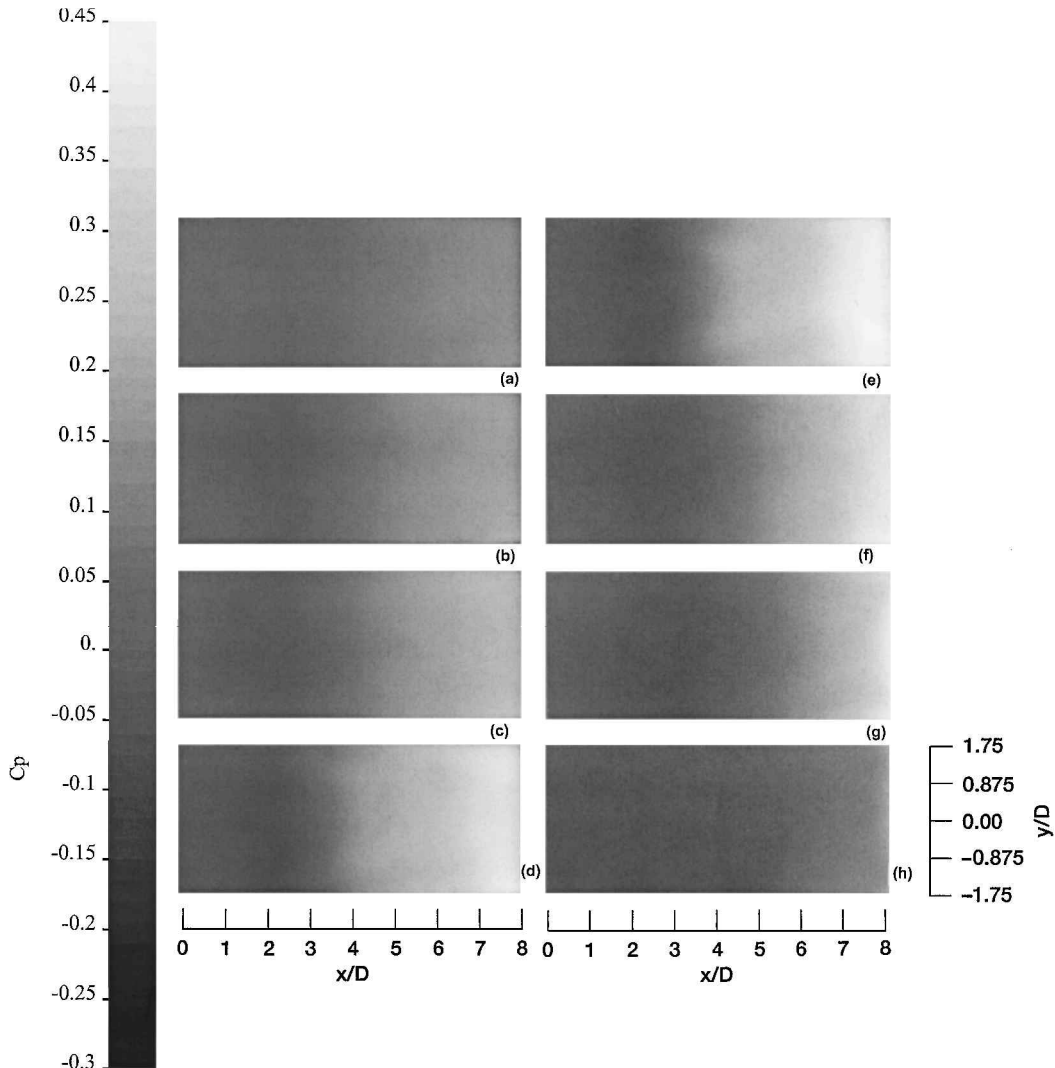 0.45
0.4
0.35
0.3
0.25
0.2
0.15
0.1
0.05
0.
-0.05
-0.1
-0.15
-0.2
-0.25
-0.3
Cp
(a)
(b)
(c)
(d)
(e)
(f)
(g)
(h)
0 1 2 3 4 5 6 7 8
x/D
0 1 2 3 4 5 6 7 8
x/D
1.75
0.875
0.00
-0.875
-1.75
y/D